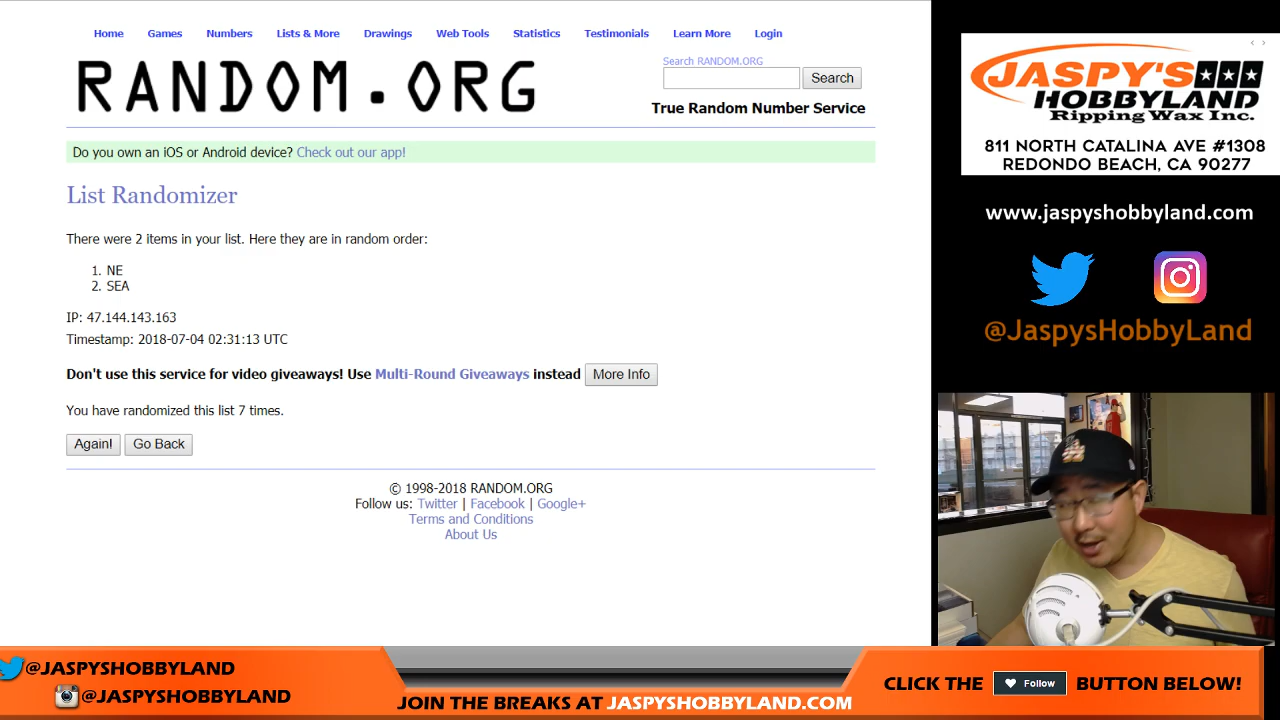 Home Games Numbers Lists & More Drawings Web Tools Statistics Testimonials Learn More Login
RANDOM.ORG
Search RANDOM.ORG
Search
True Random Number Service
Do you own an iOS or Android device? Check out our app!
List Randomizer
There were 2 items in your list. Here they are in random order:
1. NE
2. SEA
IP: 47.144.143.163
Timestamp: 2018-07-04 02:31:13 UTC
Don't use this service for video giveaways! Use Multi-Round Giveaways instead More Info
You have randomized this list 7 times.
Again! Go Back
© 1998-2018 RANDOM.ORG
Follow us: Twitter | Facebook | Google+
Terms and Conditions
About Us
JASPY'S
HOBBYLAND
Ripping Wax Inc.
811 NORTH CATALINA AVE #1308
REDONDO BEACH, CA 90277
www.jaspyshobbyland.com
@JaspysHobbyLand
@JASPYSHOBBYLAND
@JASPYSHOBBYLAND
JOIN THE BREAKS AT JASPYSHOBBYLAND.COM
CLICK THE Follow BUTTON BELOW!